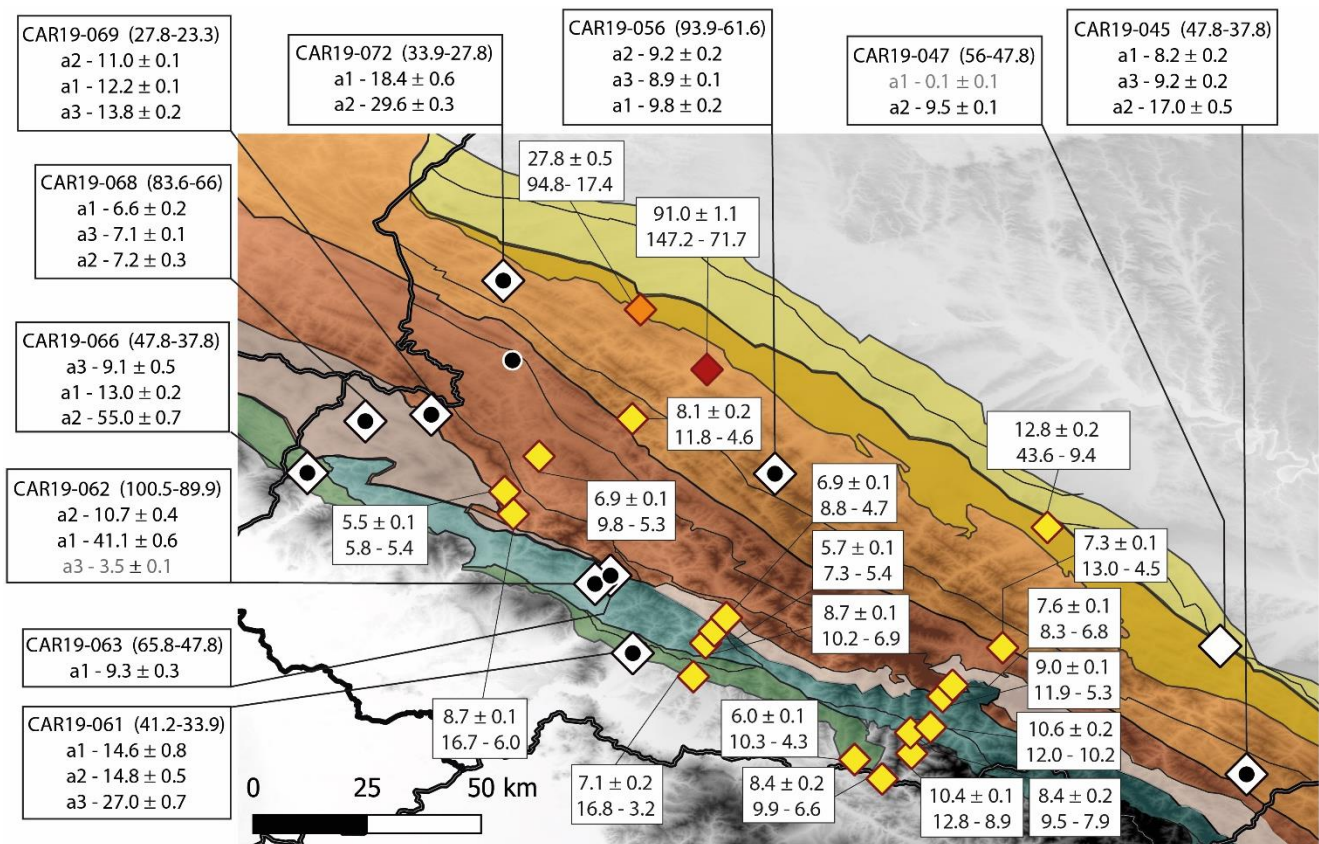 CAR19-069 (27.8-23.3)
a2 - 11.0 ± 0.1
a1 - 12.2 ± 0.1
a3 - 13.8 ± 0.2
CAR19-072 (33.9-27.8)
a1 - 18.4 ± 0.6
a2 - 29.6 ± 0.3
CAR19-056 (93.9-61.6)
a2 - 9.2 ± 0.2
a3 - 8.9 ± 0.1
a1 - 9.8 ± 0.2
CAR19-047 (56-47.8)
a1 - 0.1 ± 0.1
a2 - 9.5 ± 0.1
CAR19-045 (47.8-37.8)
a1 - 8.2 ± 0.2
a3 - 9.2 ± 0.2
a2 - 17.0 ± 0.5
CAR19-068 (83.6-66)
a1 - 6.6 ± 0.2
a3 - 7.1 ± 0.1
a2 - 7.2 ± 0.3
CAR19-066 (47.8-37.8)
a3 - 9.1 ± 0.5
a1 - 13.0 ± 0.2
a2 - 55.0 ± 0.7
CAR19-062 (100.5-89.9)
a2 - 10.7 ± 0.4
a1 - 41.1 ± 0.6
a3 - 3.5 ± 0.1
CAR19-063 (65.8-47.8)
a1 - 9.3 ± 0.3
CAR19-061 (41.2-33.9)
a1 - 14.6 ± 0.8
a2 - 14.8 ± 0.5
a3 - 27.0 ± 0.7
27.8 ± 0.5
94.8- 17.4
91.0 ± 1.1
147.2 - 71.7
8.1 ± 0.2
11.8 - 4.6
12.8 ± 0.2
43.6 - 9.4
5.5 ± 0.1
5.8 - 5.4
6.9 ± 0.1
9.8 - 5.3
6.9 ± 0.1
8.8 - 4.7
5.7 ± 0.1
7.3 - 5.4
8.7 ± 0.1
10.2 - 6.9
7.3 ± 0.1
13.0 - 4.5
7.6 ± 0.1
8.3 - 6.8
9.0 ± 0.1
11.9 - 5.3
10.6 ± 0.2
12.0 - 10.2
8.7 ± 0.1
16.7 - 6.0
7.1 ± 0.2
16.8 - 3.2
6.0 ± 0.1
10.3 - 4.3
8.4 ± 0.2
9.9 - 6.6
10.4 ± 0.1
12.8 - 8.9
8.4 ± 0.2
9.5 - 7.9
0 25 50 km